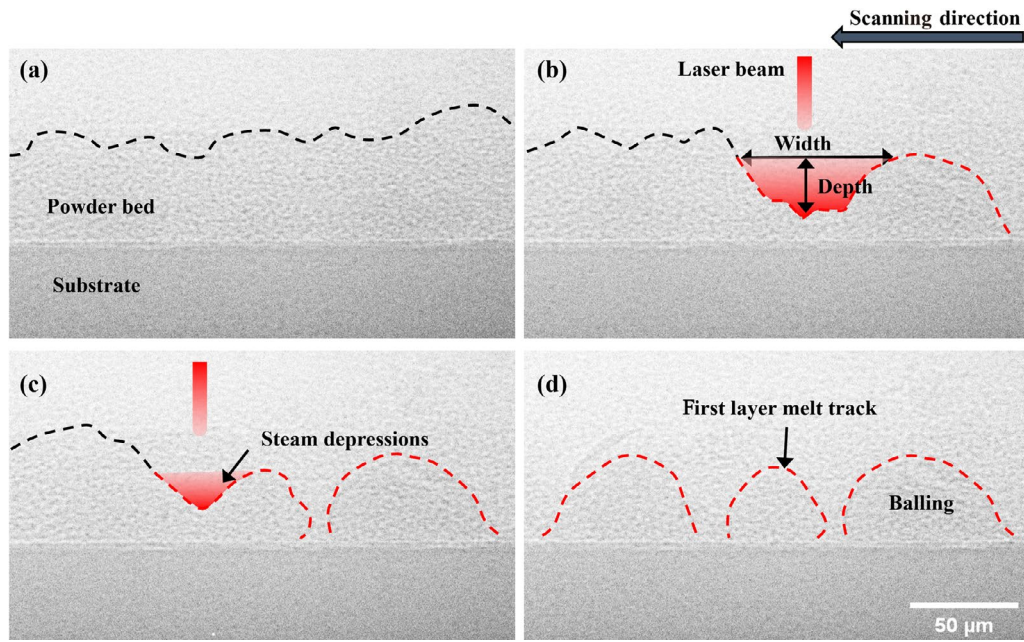 Scanning direction
(a)
Powder bed
Substrate
(b)
Laser beam
Width
Depth
(c)
Steam depressions
(d)
First layer melt track
Balling
50 μm